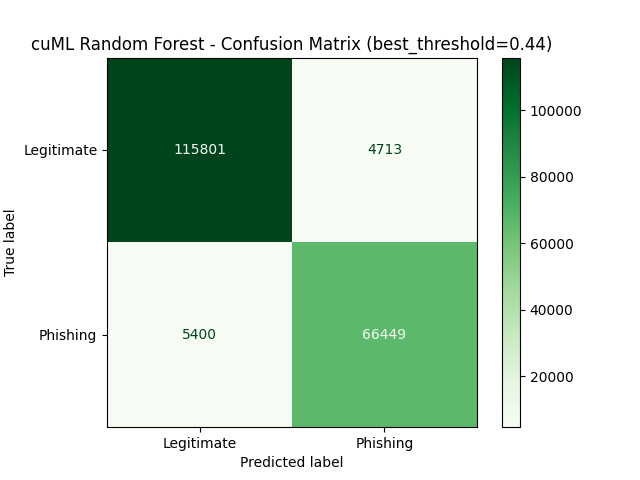 cuML Random Forest - Confusion Matrix (best_threshold=0.44)
True label
Legitimate
115801
4713
Phishing
5400
66449
Legitimate
Phishing
Predicted label
100000
80000
60000
40000
20000